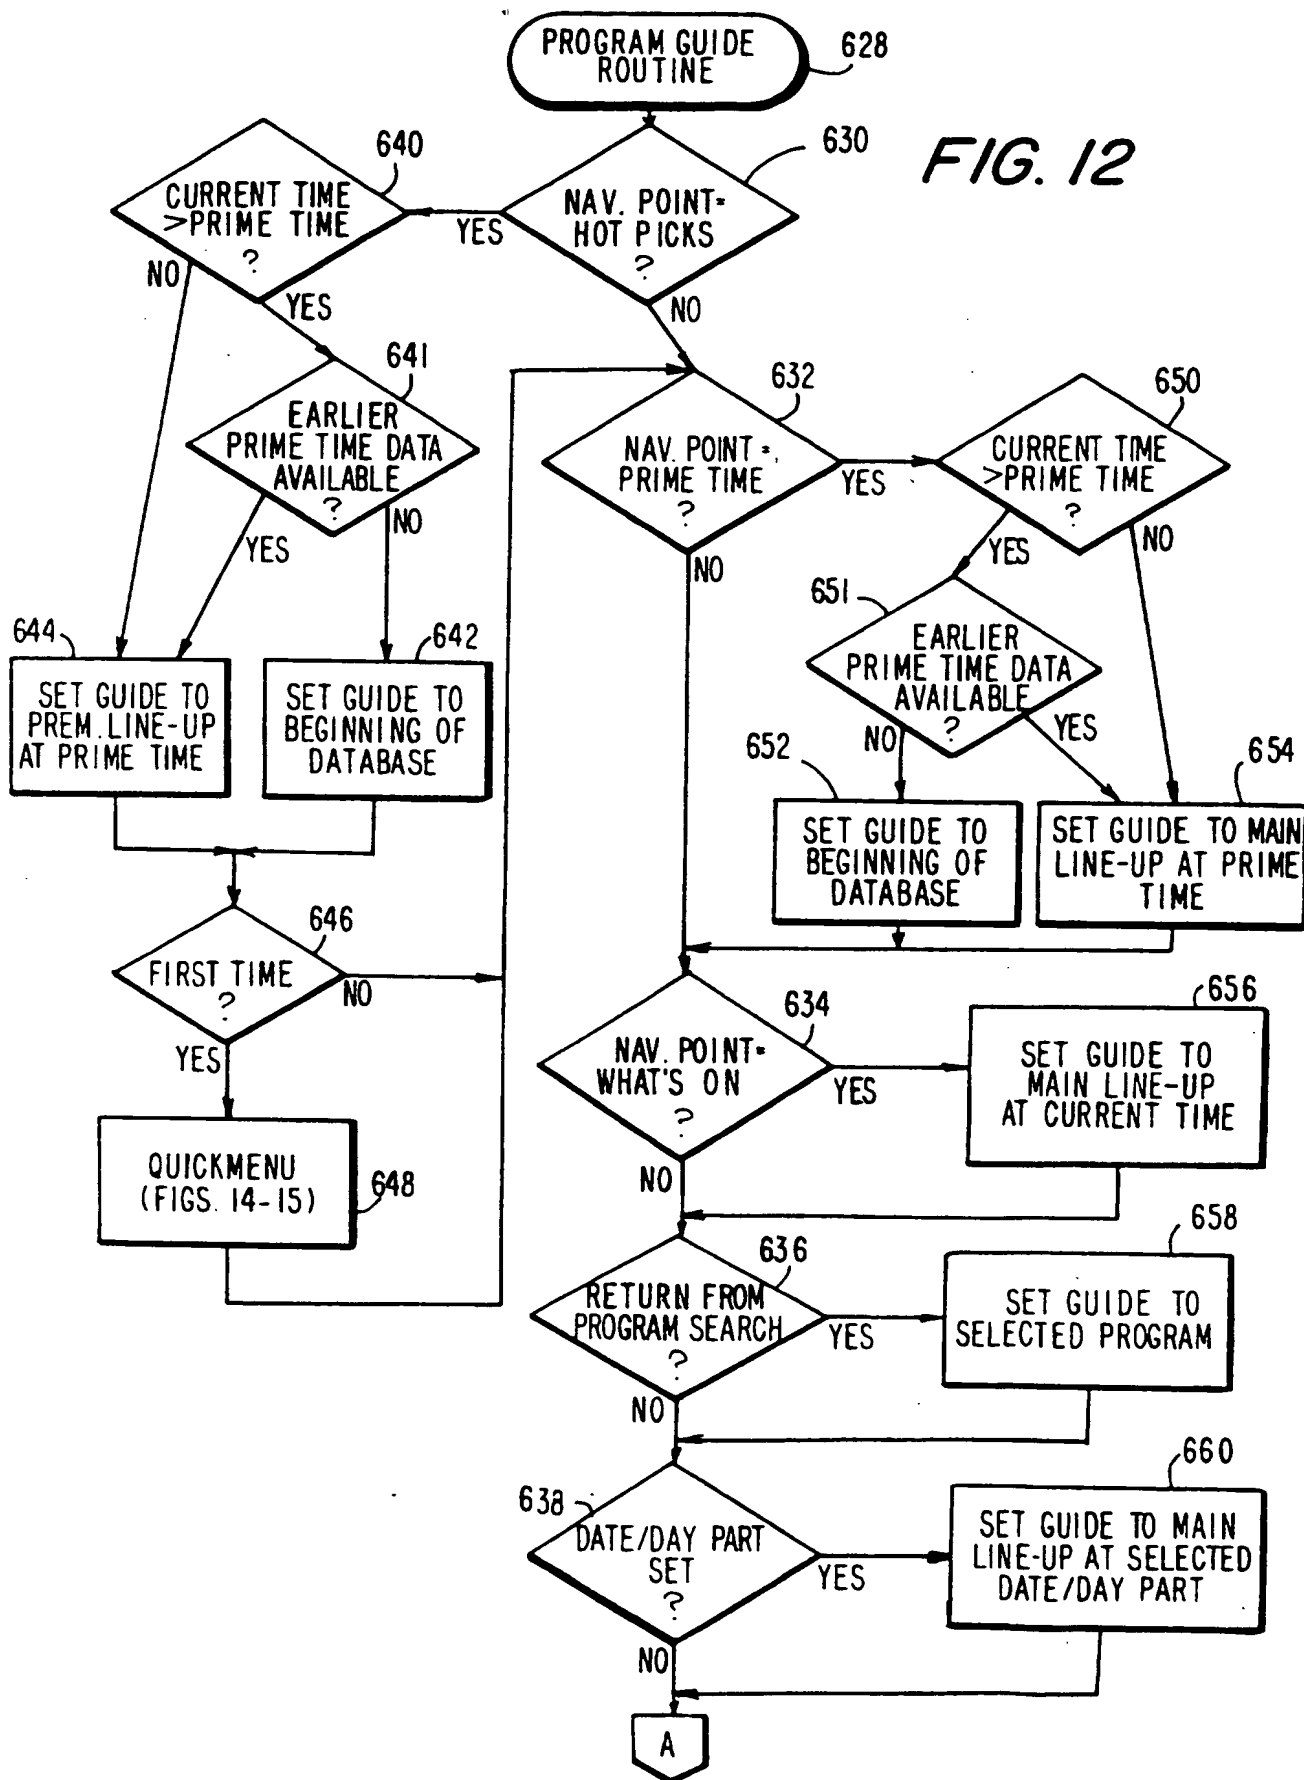 PROGRAM GUIDE
ROUTINE
628
FIG. 12
630
NAV. POINT=
HOT PICKS
?
YES
NO
640
CURRENT TIME
>PRIME TIME
?
NO
YES
641
EARLIER
PRIME TIME DATA
AVAILABLE
?
YES
NO
644
SET GUIDE TO
PREM. LINE-UP
AT PRIME TIME
642
SET GUIDE TO
BEGINNING OF
DATABASE
646
FIRST TIME
?
NO
YES
QUICKMENU
(FIGS. 14-15)
648
632
NAV. POINT=
PRIME TIME
?
YES
NO
650
CURRENT TIME
>PRIME TIME
?
YES
NO
651
EARLIER
PRIME TIME DATA
AVAILABLE
?
NO
YES
652
SET GUIDE TO
BEGINNING OF
DATABASE
654
SET GUIDE TO MAIN
LINE-UP AT PRIME
TIME
634
NAV. POINT=
WHAT'S ON
?
YES
NO
656
SET GUIDE TO
MAIN LINE-UP
AT CURRENT TIME
636
RETURN FROM
PROGRAM SEARCH
?
YES
NO
658
SET GUIDE TO
SELECTED PROGRAM
638
DATE/DAY PART
SET
?
YES
NO
660
SET GUIDE TO MAIN
LINE-UP AT SELECTED
DATE/DAY PART
A